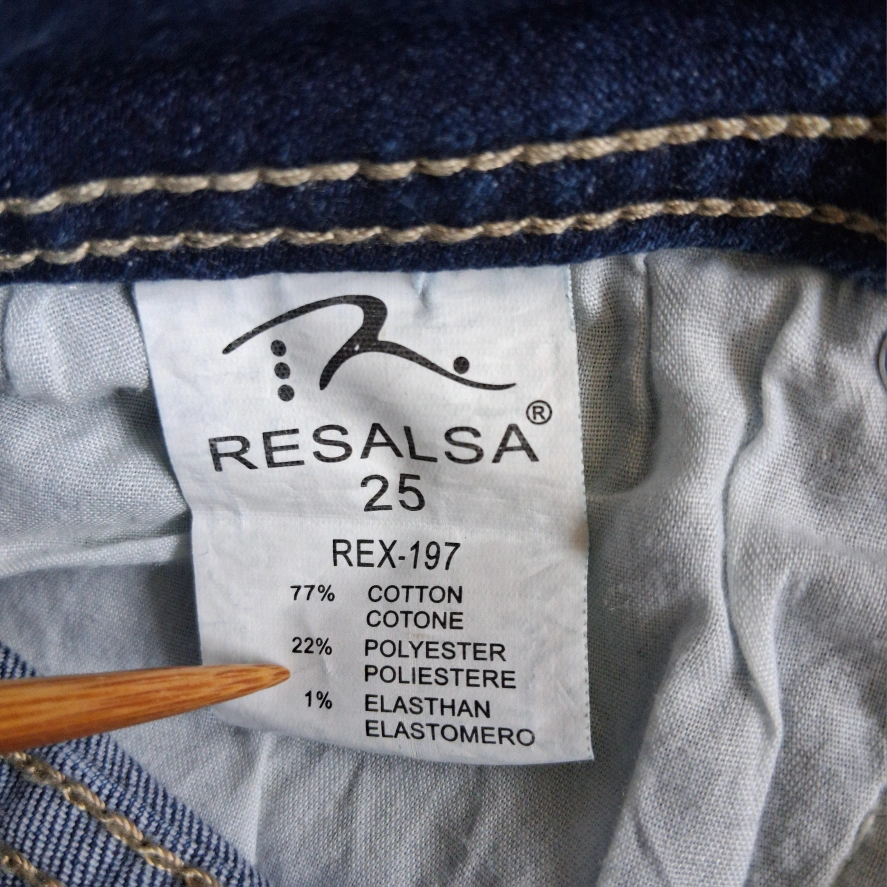 RESALSA®
25
REX-197
77% COTTON
COTONE
22% POLYESTER
POLIESTERE
1% ELASTHAN
ELASTOMERO